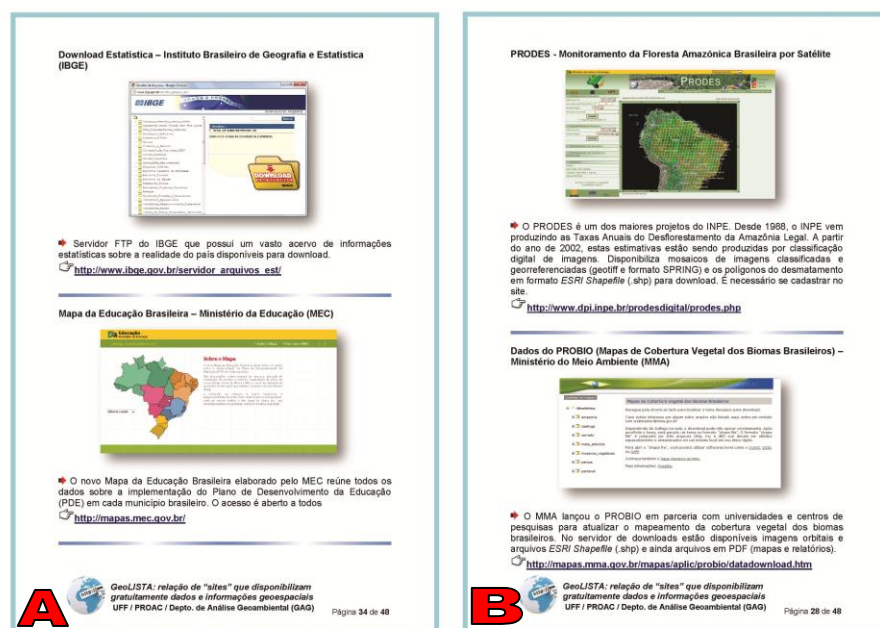 Download Estatística – Instituto Brasileiro de Geografia e Estatística
(IBGE)
IBGE
DOWNLOAD
Servidor FTP do IBGE que possui um vasto acervo de informações
estatísticas sobre a realidade do país disponíveis para download.
http://www.ibge.gov.br/servidor_arquivos_est/
Mapa da Educação Brasileira – Ministério da Educação (MEC)
Educação
Sobre o Mapa
O novo Mapa da Educação Brasileira elaborado pelo MEC reúne todos os
dados sobre a implementação do Plano de Desenvolvimento da Educação
(PDE) em cada município brasileiro. O acesso é aberto a todos
http://mapas.mec.gov.br/
GeoLISTA: relação de “sites” que disponibilizam
gratuitamente dados e informações geoespaciais
UFF / PROAC / Depto. de Análise Geoambiental (GAG)
Página 34 de 48
A
PRODES - Monitoramento da Floresta Amazônica Brasileira por Satélite
PRODES
O PRODES é um dos maiores projetos do INPE. Desde 1988, o INPE vem
produzindo as Taxas Anuais do Desflorestamento da Amazônia Legal. A partir
do ano de 2002, estas estimativas estão sendo produzidas por classificação
digital de imagens. Disponibiliza mosaicos de imagens classificadas e
georreferenciadas (geotiff e formato SPRING) e os polígonos do desmatamento
em formato ESRI Shapefile (.shp) para download. É necessário se cadastrar no
site.
http://www.dpi.inpe.br/prodesdigital/prodes.php
Dados do PROBIO (Mapas de Cobertura Vegetal dos Biomas Brasileiros) –
Ministério do Meio Ambiente (MMA)
Mapas de Cobertura Vegetal dos Biomas Brasileiros
O MMA lançou o PROBIO em parceria com universidades e centros de
pesquisas para atualizar o mapeamento da cobertura vegetal dos biomas
brasileiros. No servidor de downloads estão disponíveis imagens orbitais e
arquivos ESRI Shapefile (.shp) e ainda arquivos em PDF (mapas e relatórios).
http://mapas.mma.gov.br/mapas/aplic/probio/datadownload.htm
GeoLISTA: relação de “sites” que disponibilizam
gratuitamente dados e informações geoespaciais
UFF / PROAC / Depto. de Análise Geoambiental (GAG)
Página 28 de 48
B